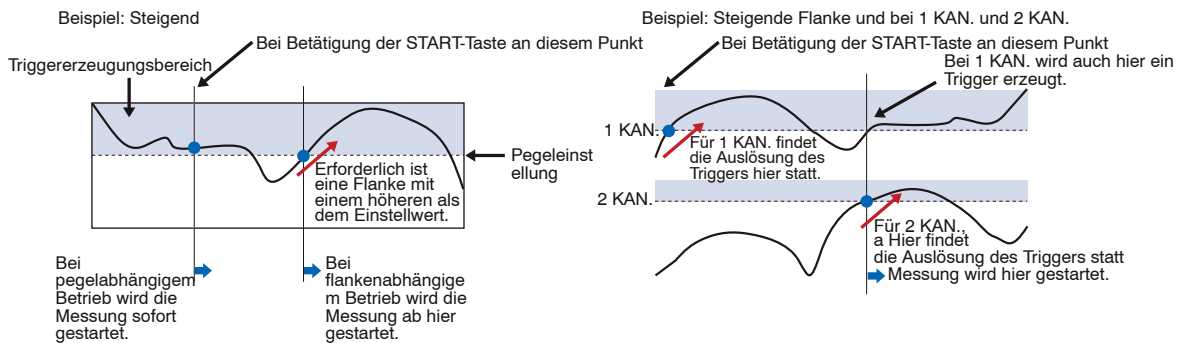 Beispiel: Steigend
Bei Betätigung der START-Taste an diesem Punkt
Triggererzeugungsbereich
Pegeleinst
ellung
Erforderlich ist
eine Flanke mit
einem höheren als
dem Einstellwert.
Bei
pegelabhängigem
Betrieb wird die
Messung sofort
gestartet.
Bei
flankenabhängige
m Betrieb wird die
Messung ab hier
gestartet.
Beispiel: Steigende Flanke und bei 1 KAN. und 2 KAN.
Bei Betätigung der START-Taste an diesem Punkt
Bei 1 KAN. wird auch hier ein
Trigger erzeugt.
1 KAN.
Für 1 KAN. findet
die Auslösung des
Triggers hier statt.
2 KAN.
Für 2 KAN.,
a Hier findet
die Auslösung des Triggers statt
Messung wird hier gestartet.